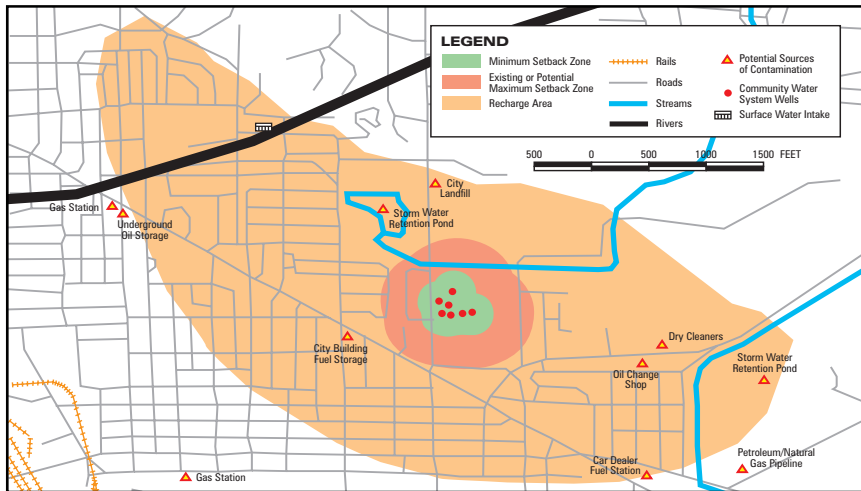 LEGEND
Minimum Setback Zone
Existing or Potential
Maximum Setback Zone
Recharge Area
Rails
Roads
Streams
Rivers
Potential Sources
of Contamination
Community Water
System Wells
Surface Water Intake
500 0 500 1000 1500 FEET
City
Landfill
Gas Station
Storm Water
Retention Pond
Underground
Oil Storage
City Building
Fuel Storage
Dry Cleaners
Oil Change
Shop
Storm Water
Retention Pond
Car Dealer
Fuel Station
Petroleum/Natural
Gas Pipeline
Gas Station